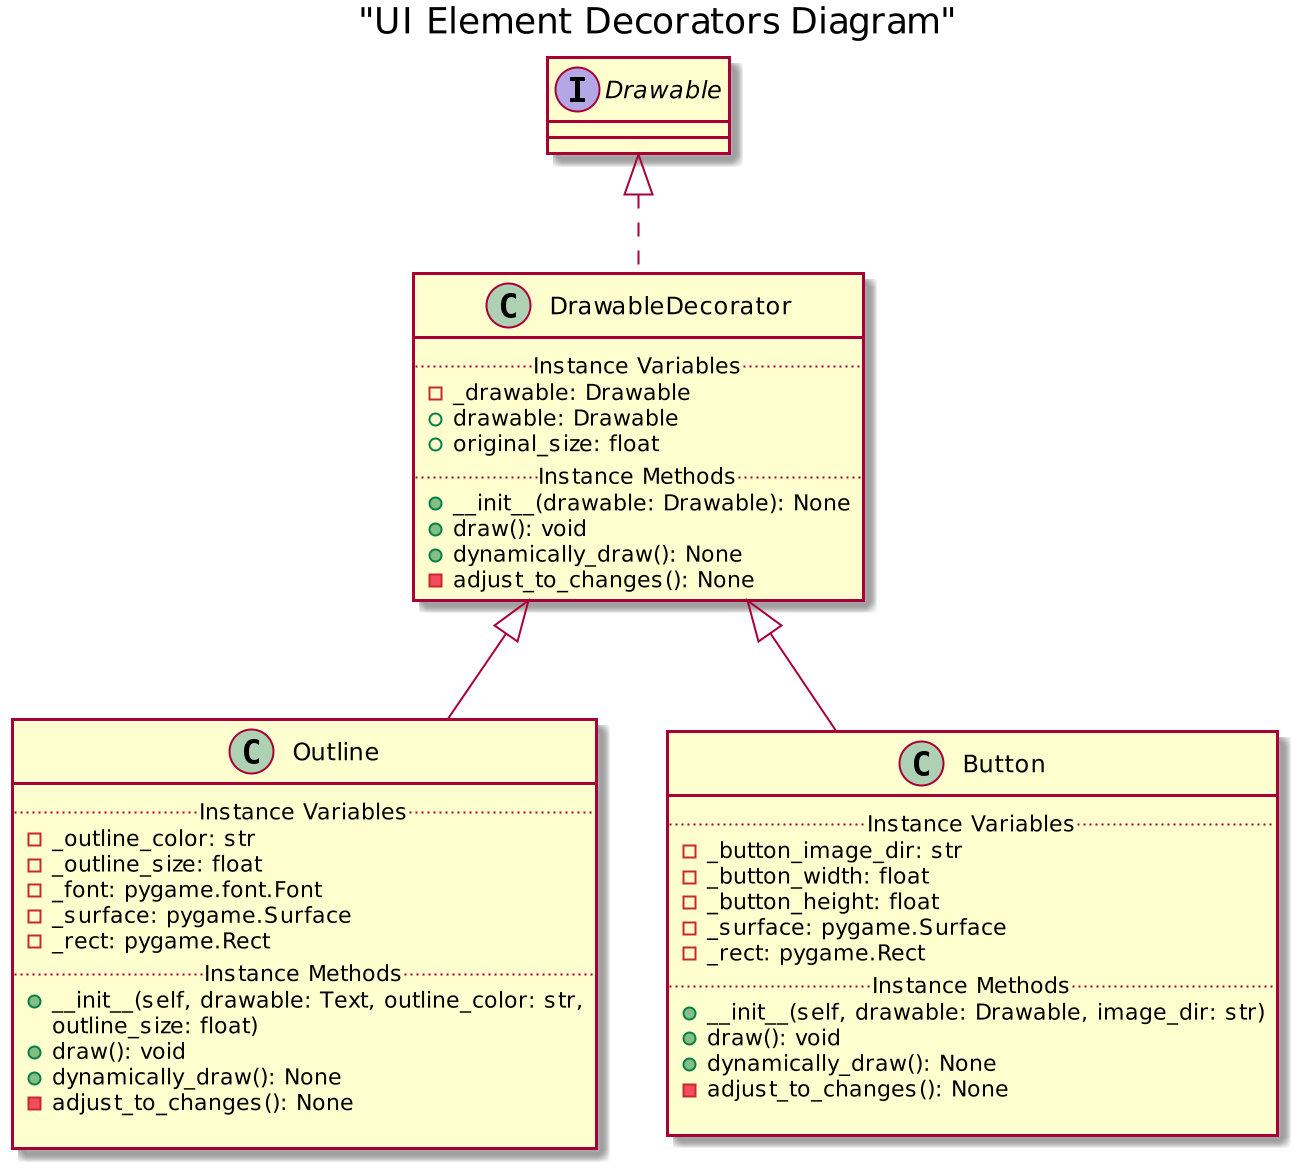 "UI Element Decorators Diagram"
I Drawable
C DrawableDecorator
Instance Variables
_drawable: Drawable
drawable: Drawable
original_size: float
Instance Methods
__init__(drawable: Drawable): None
draw(): void
dynamically_draw(): None
adjust_to_changes(): None
C Outline
Instance Variables
_outline_color: str
_outline_size: float
_font: pygame.font.Font
_surface: pygame.Surface
_rect: pygame.Rect
Instance Methods
__init__(self, drawable: Text, outline_color: str,
outline_size: float)
draw(): void
dynamically_draw(): None
adjust_to_changes(): None
C Button
Instance Variables
_button_image_dir: str
_button_width: float
_button_height: float
_surface: pygame.Surface
_rect: pygame.Rect
Instance Methods
__init__(self, drawable: Drawable, image_dir: str)
draw(): void
dynamically_draw(): None
adjust_to_changes(): None